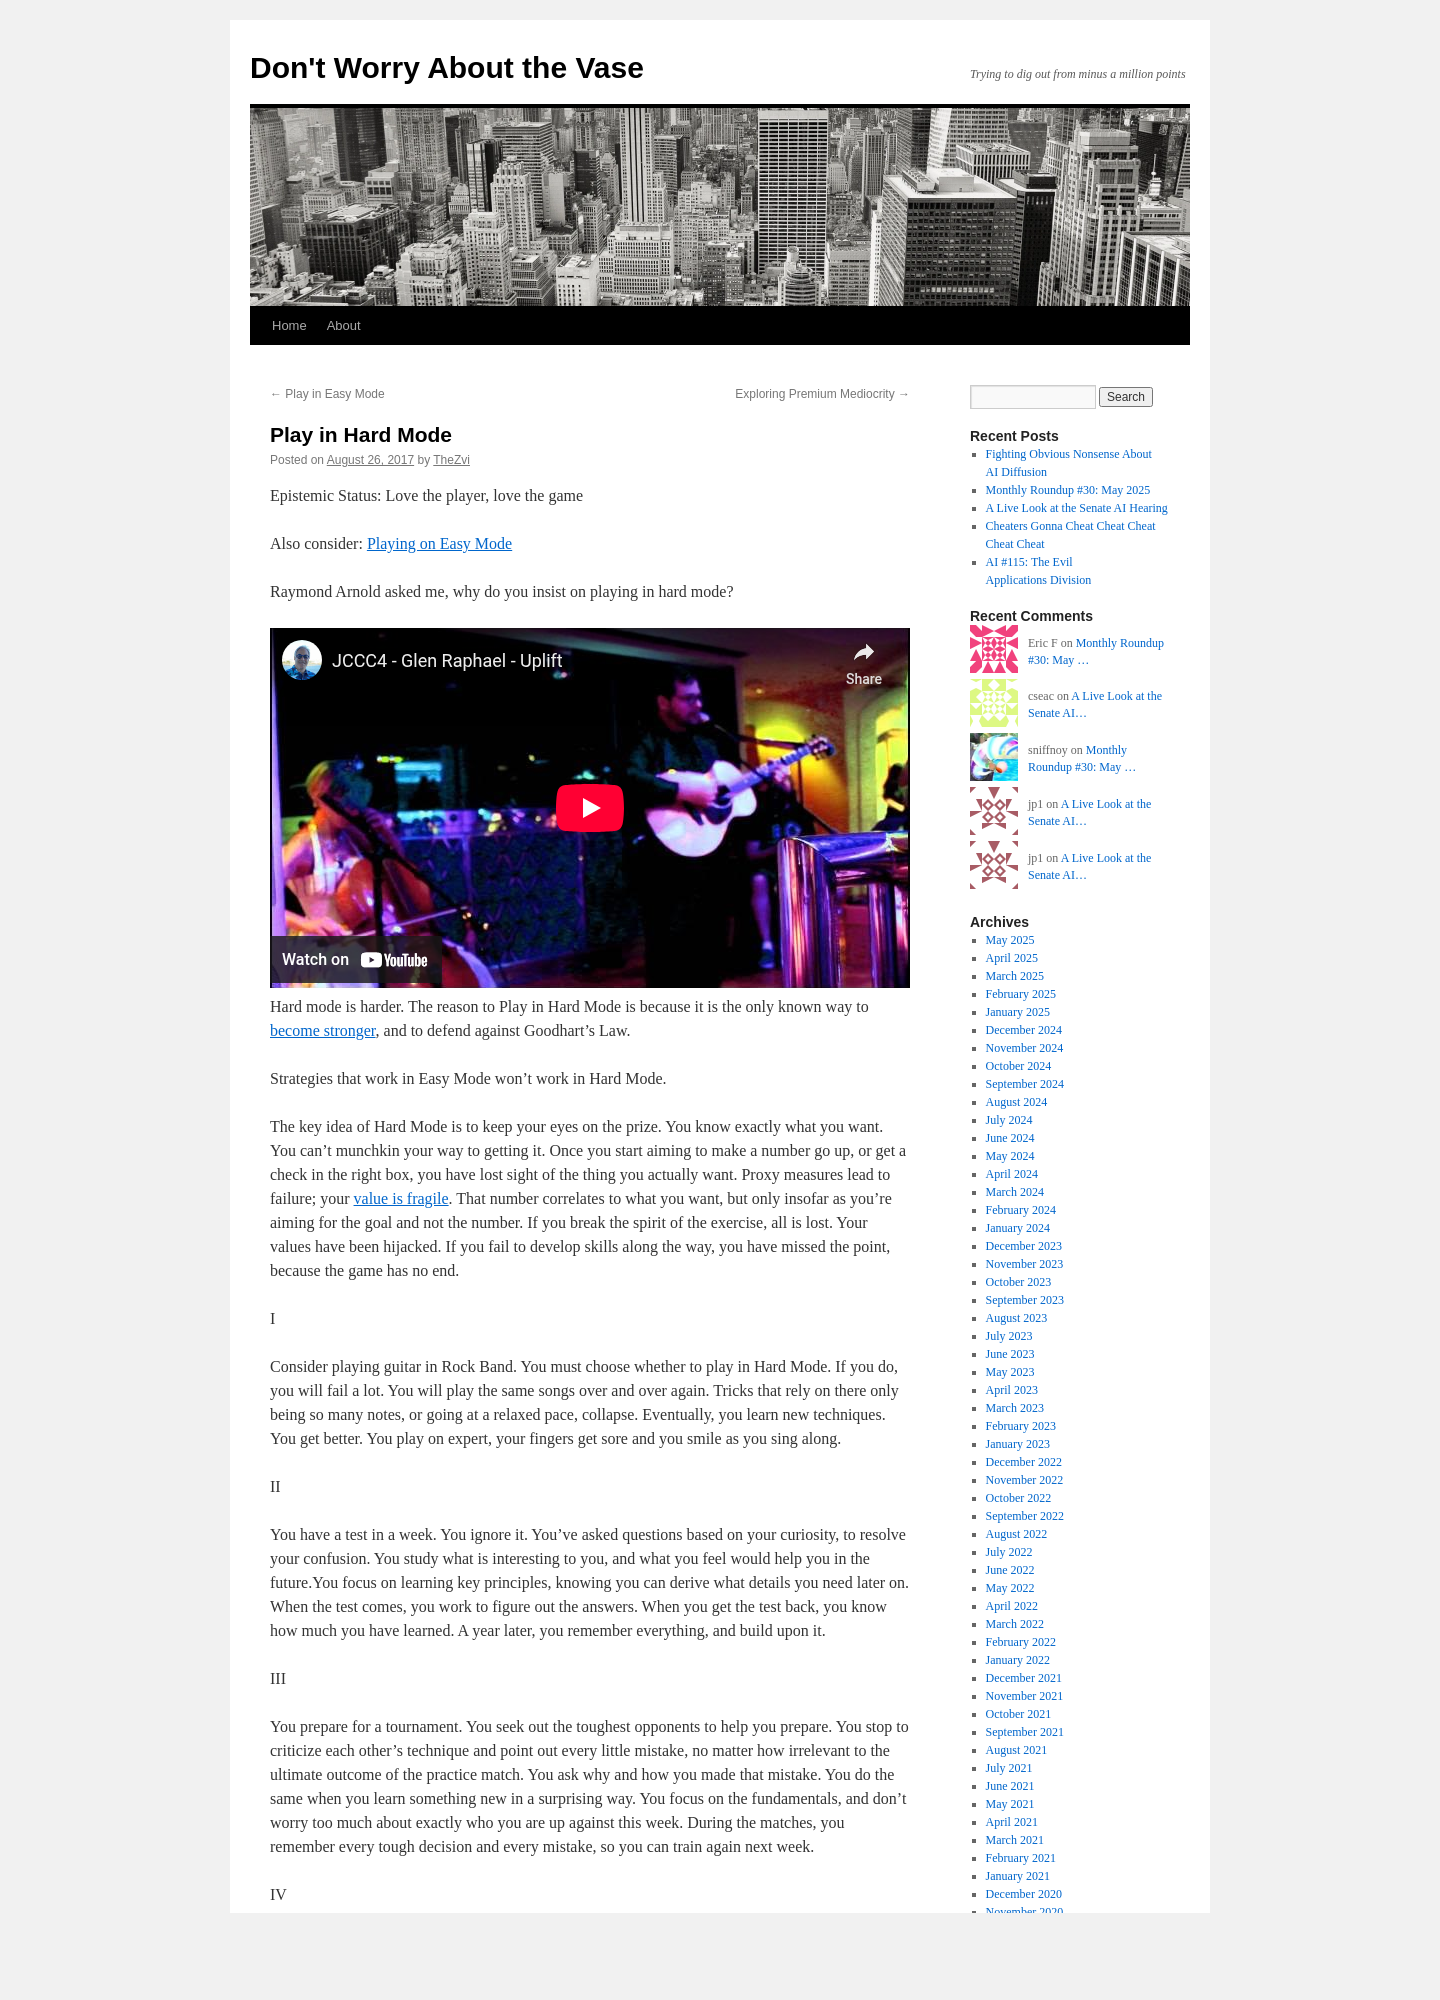 Don't Worry About the Vase
Trying to dig out from minus a million points
Home About
← Play in Easy Mode
Exploring Premium Mediocrity →
Play in Hard Mode
Posted on August 26, 2017 by TheZvi
Epistemic Status: Love the player, love the game
Also consider: Playing on Easy Mode
Raymond Arnold asked me, why do you insist on playing in hard mode?
JCCC4 - Glen Raphael - Uplift
Share
Watch on YouTube
Hard mode is harder. The reason to Play in Hard Mode is because it is the only known way to
become stronger, and to defend against Goodhart’s Law.
Strategies that work in Easy Mode won’t work in Hard Mode.
The key idea of Hard Mode is to keep your eyes on the prize. You know exactly what you want.
You can’t munchkin your way to getting it. Once you start aiming to make a number go up, or get a
check in the right box, you have lost sight of the thing you actually want. Proxy measures lead to
failure; your value is fragile. That number correlates to what you want, but only insofar as you’re
aiming for the goal and not the number. If you break the spirit of the exercise, all is lost. Your
values have been hijacked. If you fail to develop skills along the way, you have missed the point,
because the game has no end.
I
Consider playing guitar in Rock Band. You must choose whether to play in Hard Mode. If you do,
you will fail a lot. You will play the same songs over and over again. Tricks that rely on there only
being so many notes, or going at a relaxed pace, collapse. Eventually, you learn new techniques.
You get better. You play on expert, your fingers get sore and you smile as you sing along.
II
You have a test in a week. You ignore it. You’ve asked questions based on your curiosity, to resolve
your confusion. You study what is interesting to you, and what you feel would help you in the
future.You focus on learning key principles, knowing you can derive what details you need later on.
When the test comes, you work to figure out the answers. When you get the test back, you know
how much you have learned. A year later, you remember everything, and build upon it.
III
You prepare for a tournament. You seek out the toughest opponents to help you prepare. You stop to
criticize each other’s technique and point out every little mistake, no matter how irrelevant to the
ultimate outcome of the practice match. You ask why and how you made that mistake. You do the
same when you learn something new in a surprising way. You focus on the fundamentals, and don’t
worry too much about exactly who you are up against this week. During the matches, you
remember every tough decision and every mistake, so you can train again next week.
IV
Search
Recent Posts
Fighting Obvious Nonsense About
AI Diffusion
Monthly Roundup #30: May 2025
A Live Look at the Senate AI Hearing
Cheaters Gonna Cheat Cheat Cheat
Cheat Cheat
AI #115: The Evil
Applications Division
Recent Comments
Eric F on Monthly Roundup
#30: May …
cseac on A Live Look at the
Senate AI…
sniffnoy on Monthly
Roundup #30: May …
jp1 on A Live Look at the
Senate AI…
jp1 on A Live Look at the
Senate AI…
Archives
May 2025
April 2025
March 2025
February 2025
January 2025
December 2024
November 2024
October 2024
September 2024
August 2024
July 2024
June 2024
May 2024
April 2024
March 2024
February 2024
January 2024
December 2023
November 2023
October 2023
September 2023
August 2023
July 2023
June 2023
May 2023
April 2023
March 2023
February 2023
January 2023
December 2022
November 2022
October 2022
September 2022
August 2022
July 2022
June 2022
May 2022
April 2022
March 2022
February 2022
January 2022
December 2021
November 2021
October 2021
September 2021
August 2021
July 2021
June 2021
May 2021
April 2021
March 2021
February 2021
January 2021
December 2020
November 2020